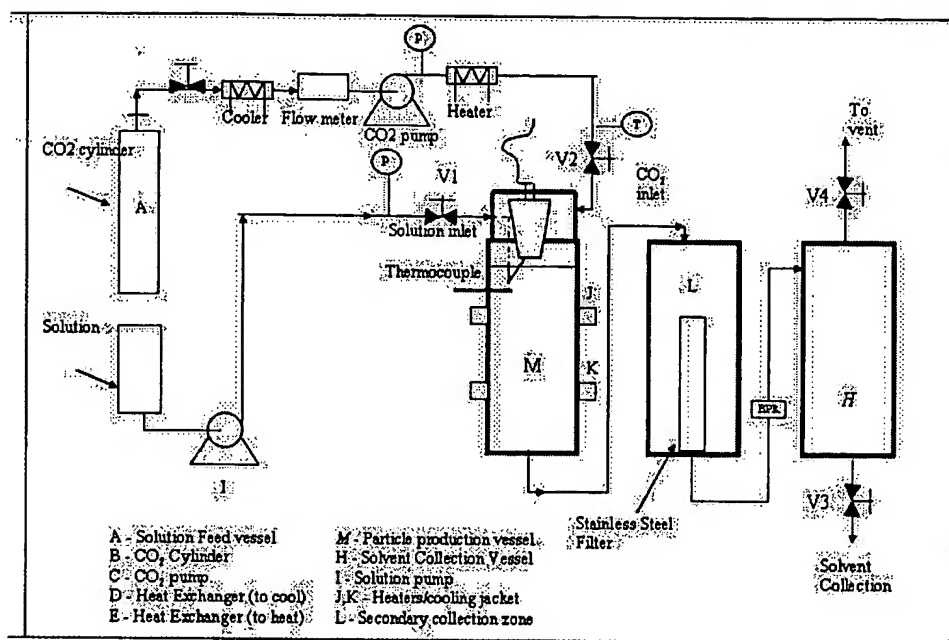 P
Cooler
Flow meter
CO2 pump
Heater
To
vent
T
CO2 cylinder
P
V1
V2
CO₂
inlet
V4
A
Solution inlet
Thermocouple
J
L
Solution
M
K
BPR
H
I
V3
Stainless Steel
Filter
Solvent
Collection
A - Solution Feed vessel
B - CO₂ Cylinder
C - CO₂ pump
D - Heat Exchanger (to cool)
E - Heat Exchanger (to heat)
M - Particle production vessel
H - Solvent Collection Vessel
I - Solution pump
J,K - Heaters/cooling jacket
L - Secondary collection zone